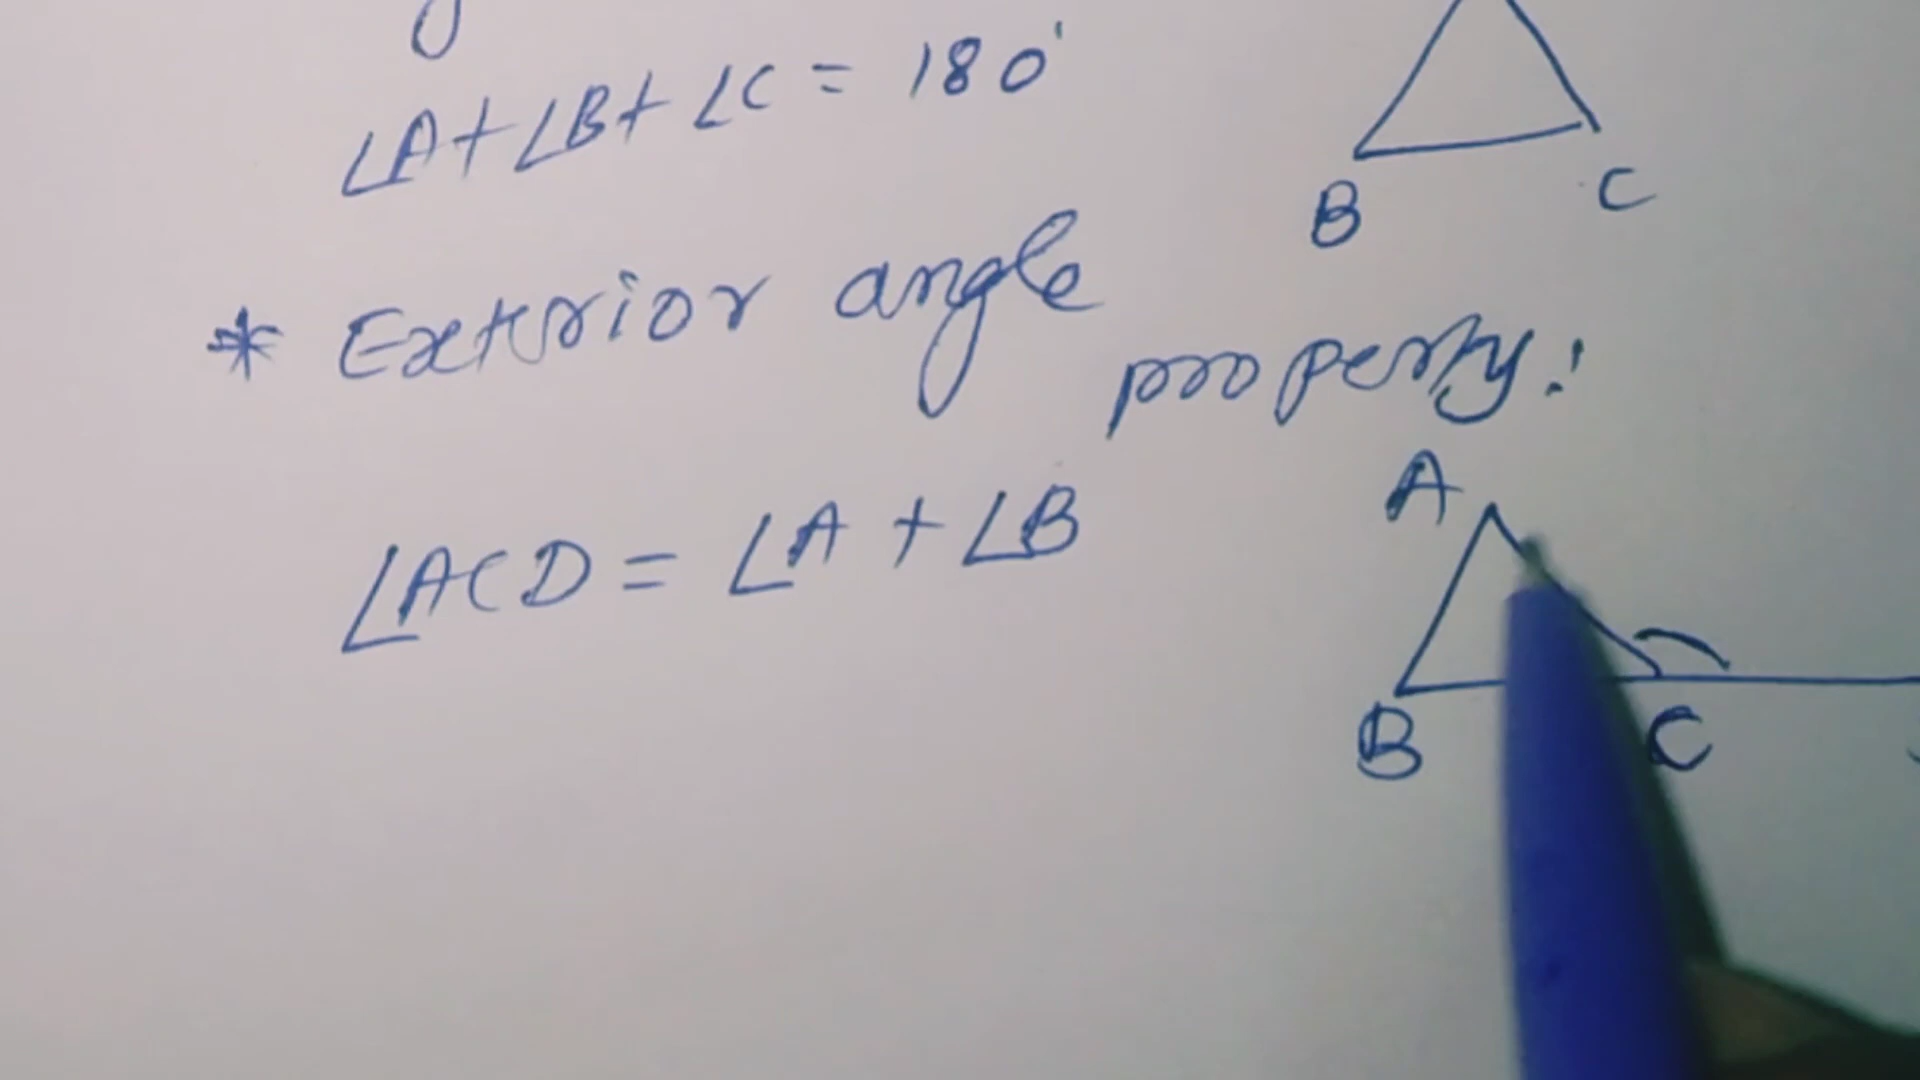 ∠A+∠B+∠C = 180°
B
C
* Exterior angle
property:
A
∠ACD = ∠A + ∠B
B
C